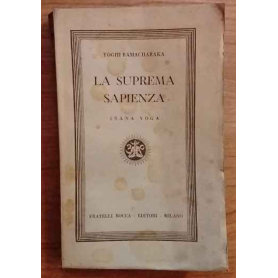 YOGHI RAMACHARAKA
LA SUPREMA
SAPIENZA
JNANA YOGA
FRATELLI BOCCA - EDITORI - MILANO